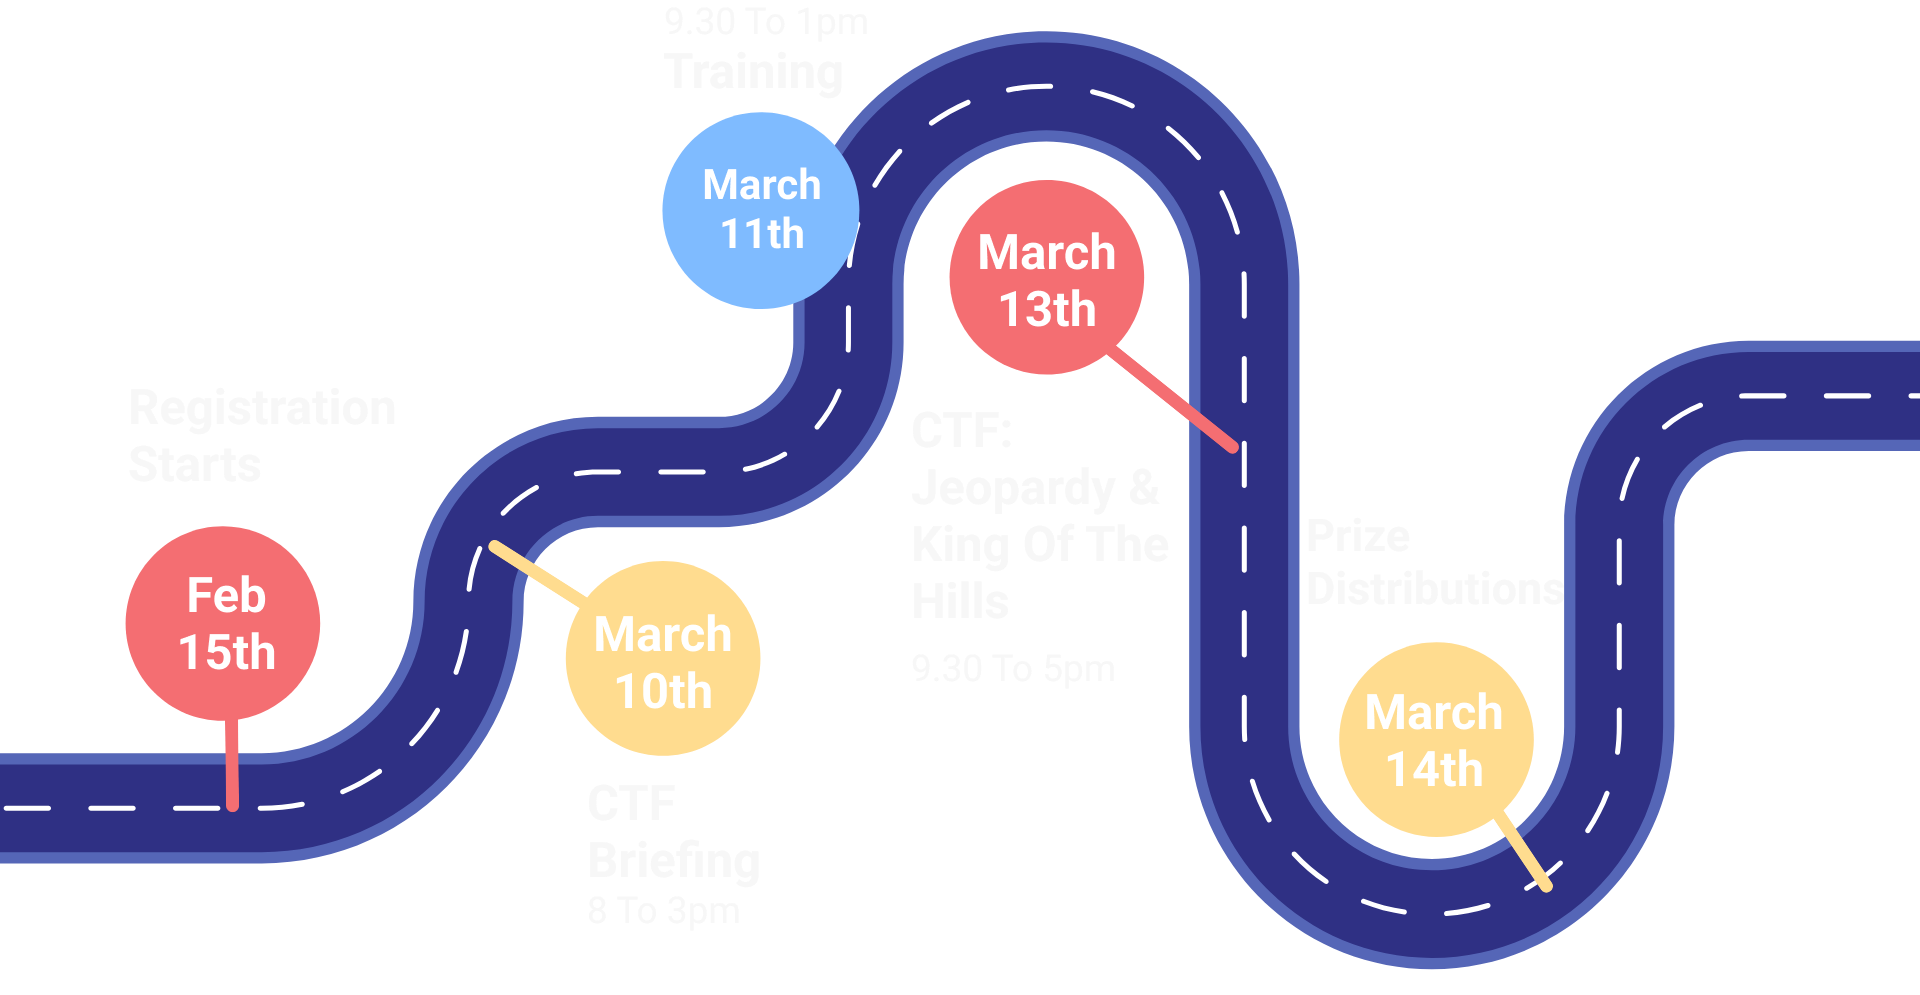 Registration
Starts
Feb
15th
March
10th
CTF
Briefing
8 To 3pm
9.30 To 1pm
Training
March
11th
March
13th
CTF:
Jeopardy &
King Of The
Hills
9.30 To 5pm
Prize
Distributions
March
14th